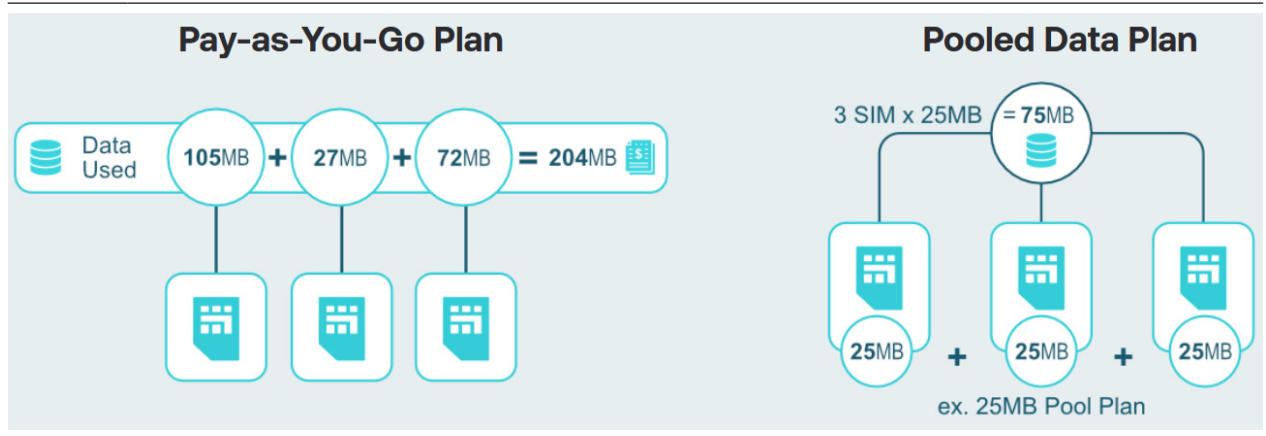 Pay-as-You-Go Plan
Data
Used
105MB + 27MB + 72MB = 204MB $
Pooled Data Plan
3 SIM x 25MB = 75MB
25MB + 25MB + 25MB
ex. 25MB Pool Plan